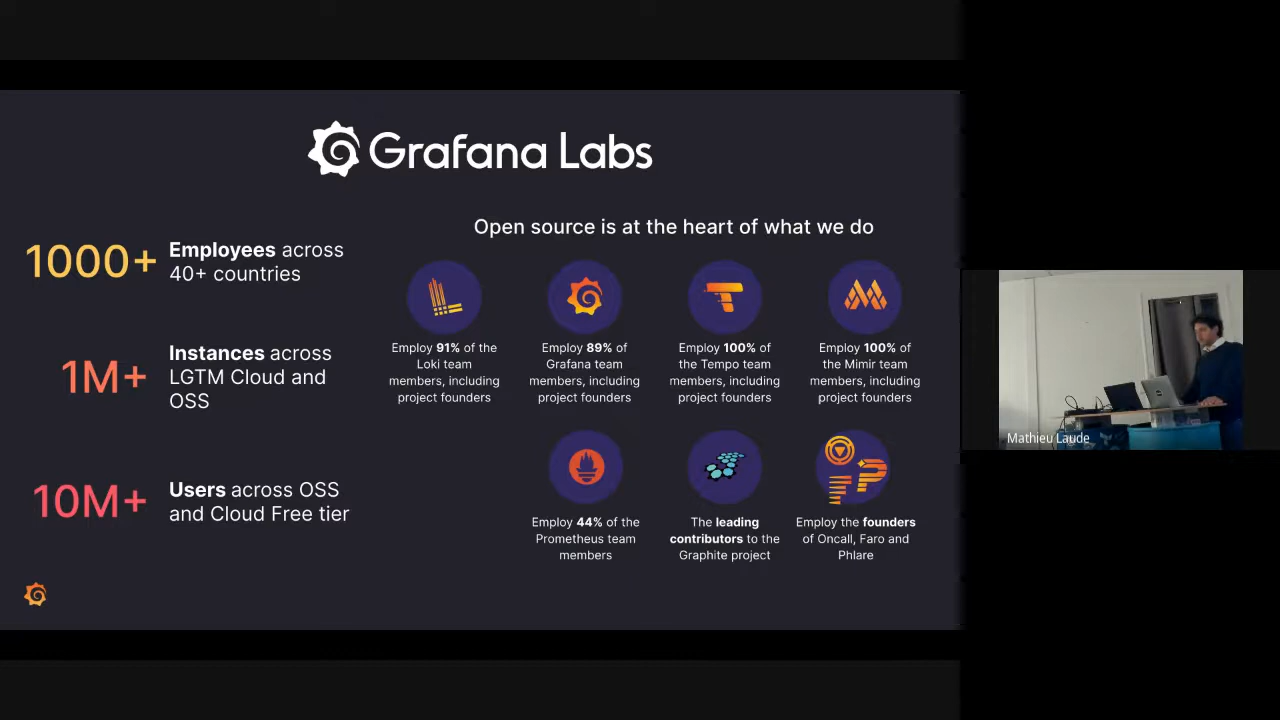 Grafana Labs
1000+
Employees across
40+ countries
1M+
Instances across
LGTM Cloud and
OSS
10M+
Users across OSS
and Cloud Free tier
Open source is at the heart of what we do
Employ 91% of the
Loki team
members, including
project founders
Employ 89% of
Grafana team
members, including
project founders
Employ 100% of
the Tempo team
members, including
project founders
Employ 100% of
the Mimir team
members, including
project founders
Employ 44% of the
Prometheus team
members
The leading
contributors to the
Graphite project
Employ the founders
of Oncall, Faro and
Phlare
Mathieu Laude